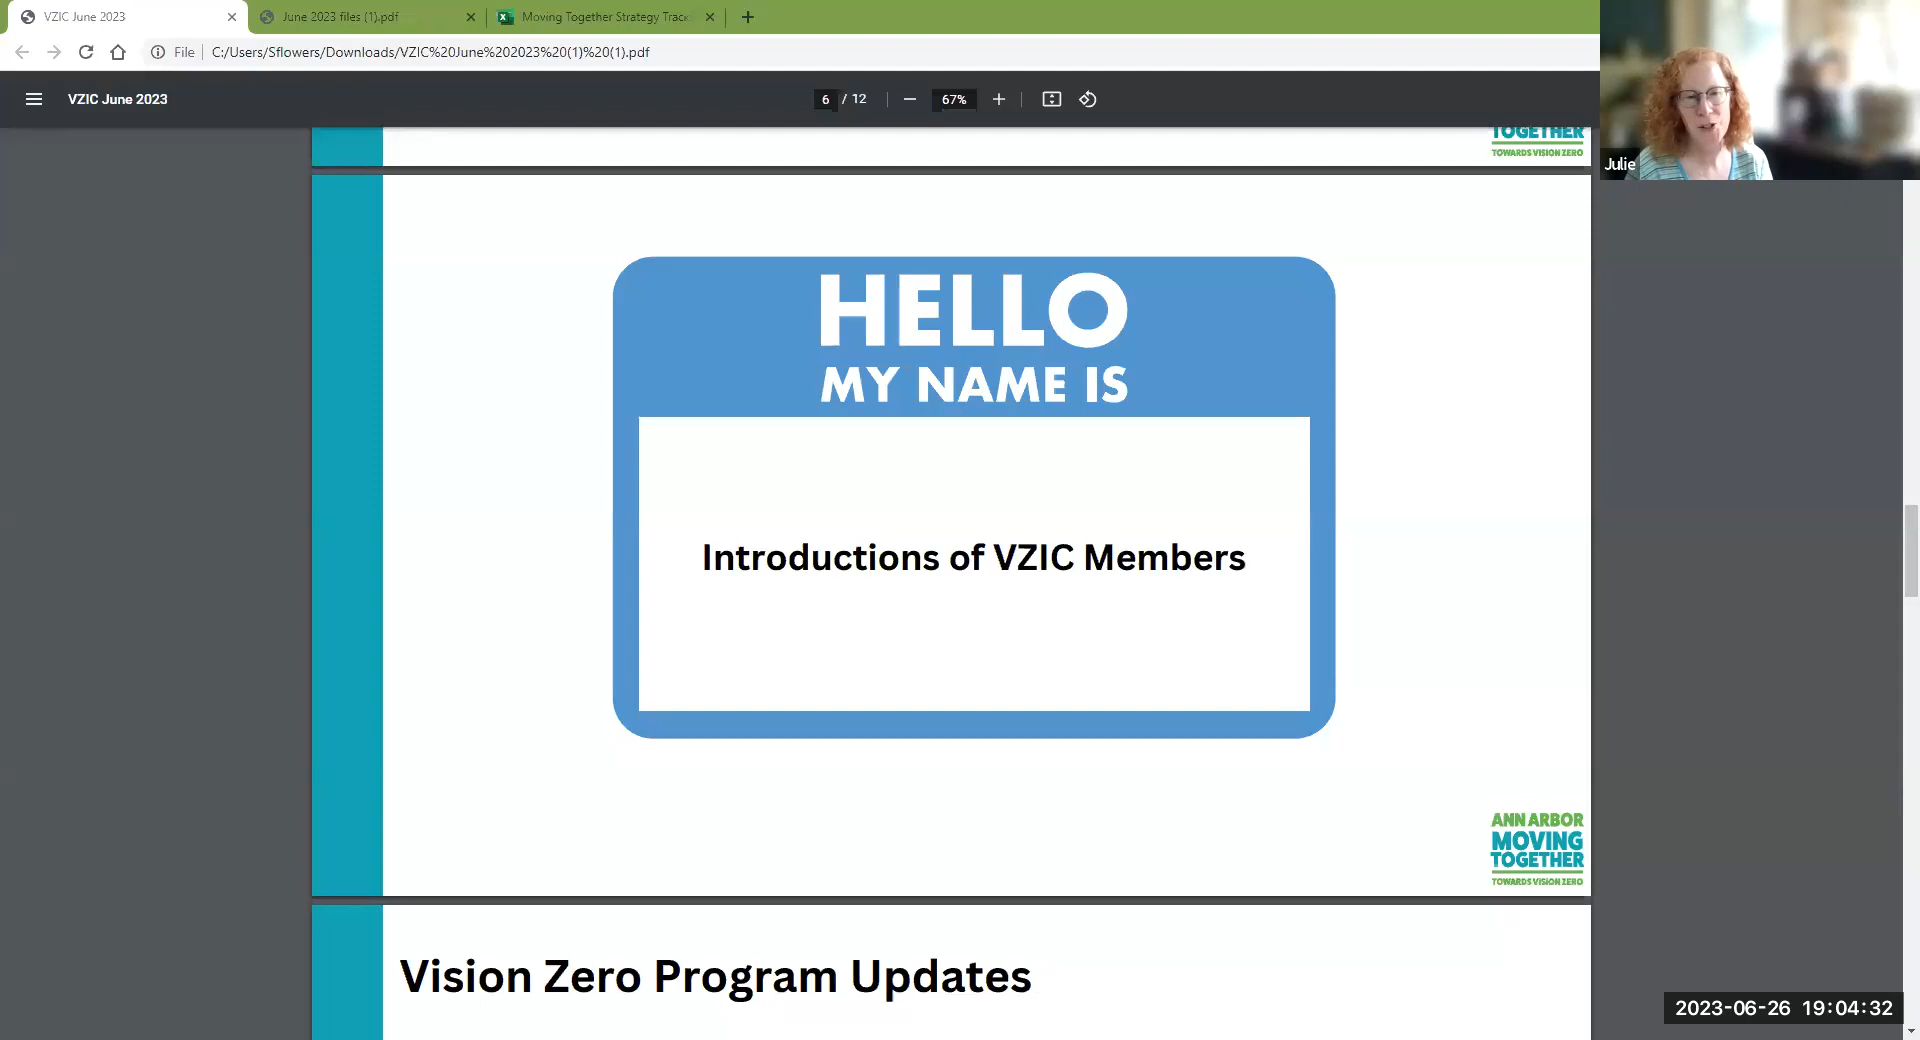 VZIC June 2023
June 2023 files (1).pdf
Moving Together Strategy Track
File
C:/Users/Sflowers/Downloads/VZIC%20June%202023%20(1)%20(1).pdf
VZIC June 2023
6 / 12
67%
TOGETHER
TOWARDS VISION ZERO
Julie
HELLO
MY NAME IS
Introductions of VZIC Members
ANN ARBOR
MOVING
TOGETHER
TOWARDS VISION ZERO
Vision Zero Program Updates
2023-06-26 19:04:32